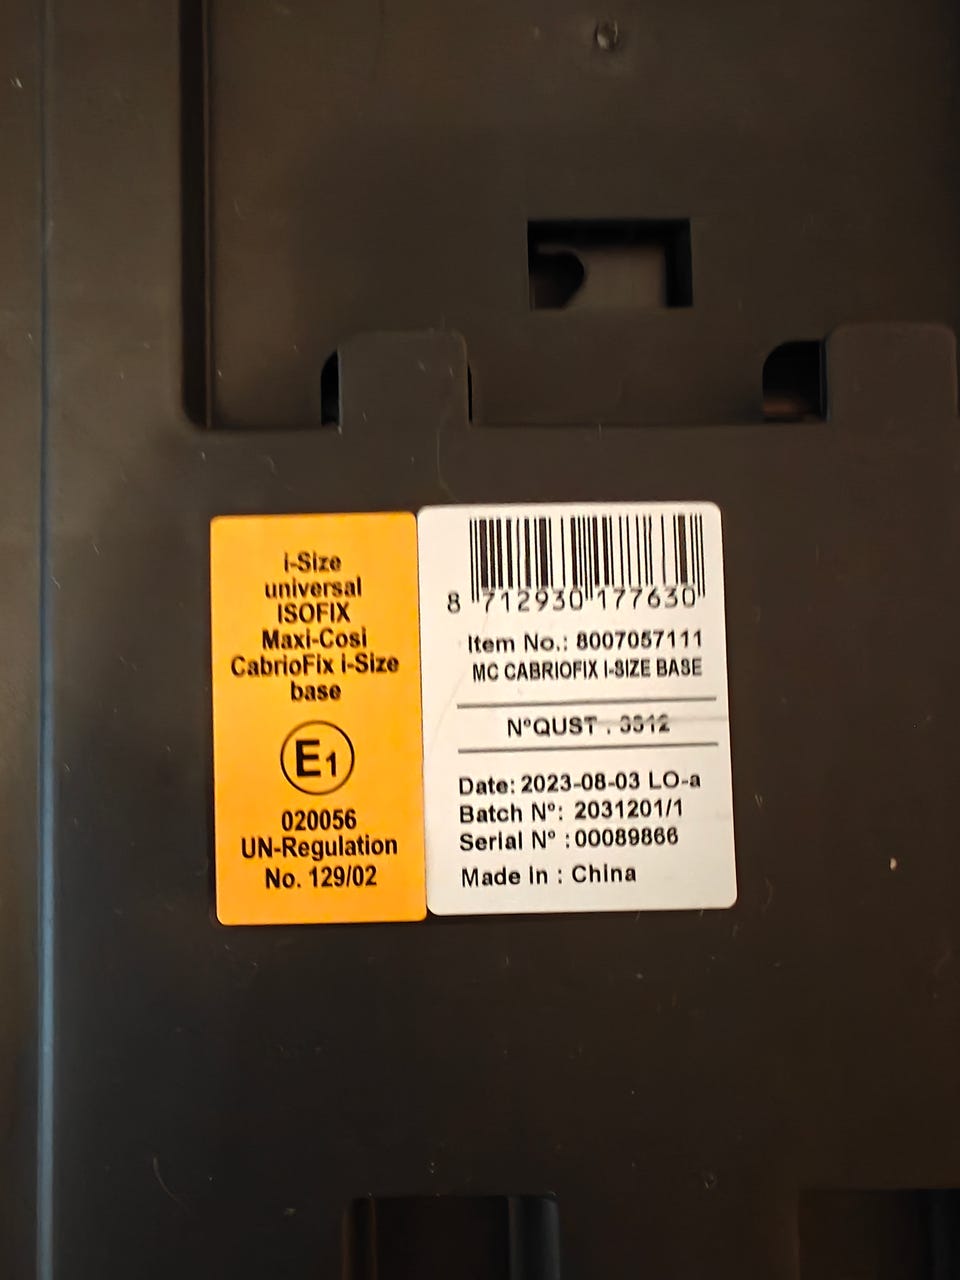 i-Size
universal
ISOFIX
Maxi-Cosi
CabrioFix i-Size
base
E1
020056
UN-Regulation
No. 129/02
8 712930 177630
Item No.: 8007057111
MC CABRIOFIX I-SIZE BASE
N°QUST . 3312
Date: 2023-08-03 LO-a
Batch N°: 2031201/1
Serial N° :00089866
Made in : China